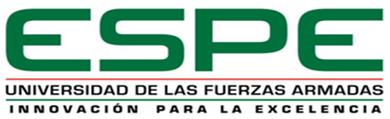 ESPE
UNIVERSIDAD DE LAS FUERZAS ARMADAS
INNOVACIÓN PARA LA EXCELENCIA